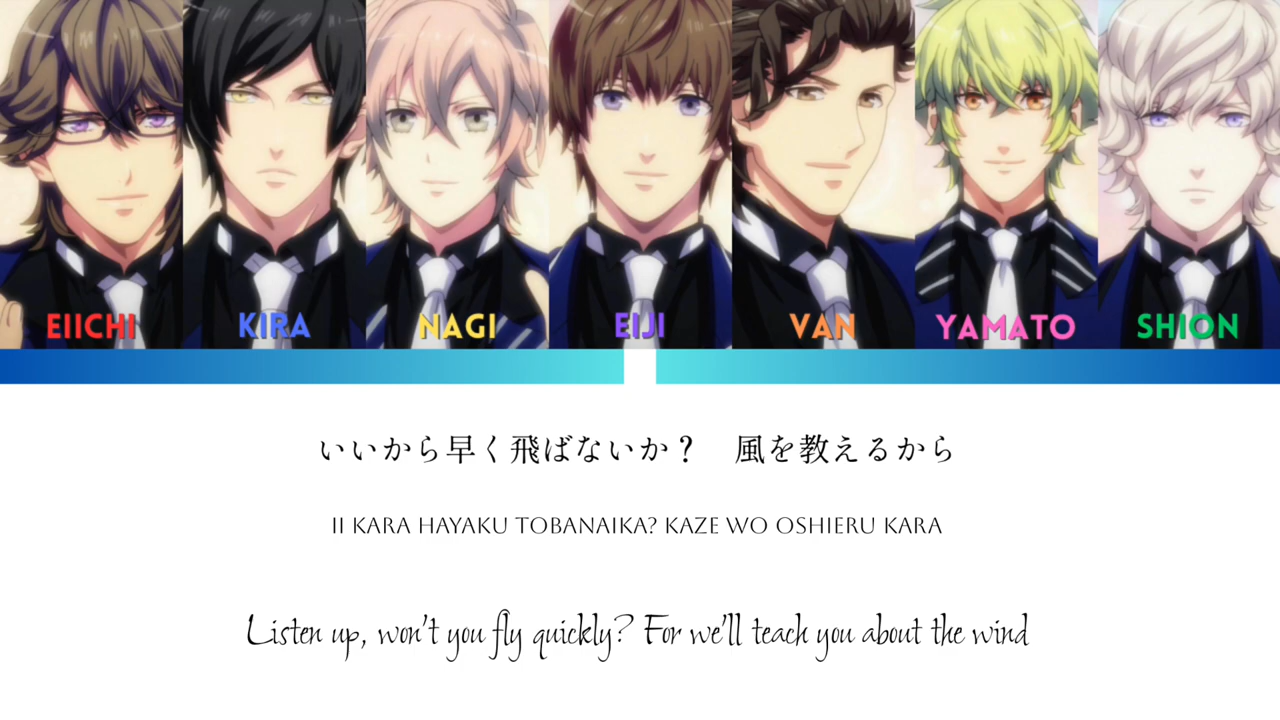 EIICHI KIRA NAGI EIJI VAN YAMATO SHION
いいから早く飛ばないか？　風を教えるから
II KARA HAYAKU TOBANAIKA? KAZE WO OSHIERU KARA
Listen up, won't you fly quickly? For we'll teach you about the wind